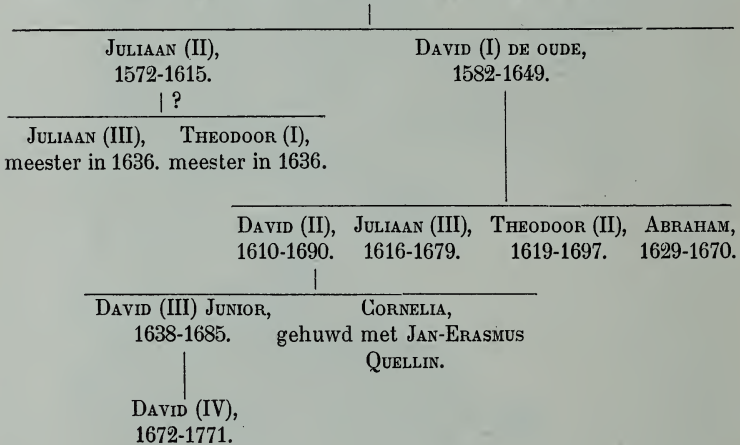 Juliaan (II), David (I) de oude,
1572-1615. 1582-1649.
?
Juliaan (III), Theodoor (I),
meester in 1636. meester in 1636.
David (II), Juliaan (III), Theodoor (II), Abraham,
1610-1690. 1616-1679. 1619-1697. 1629-1670.
David (III) Junior, Cornelia,
1638-1685. gehuwd met Jan-Erasmus
Quellin.
David (IV),
1672-1771.